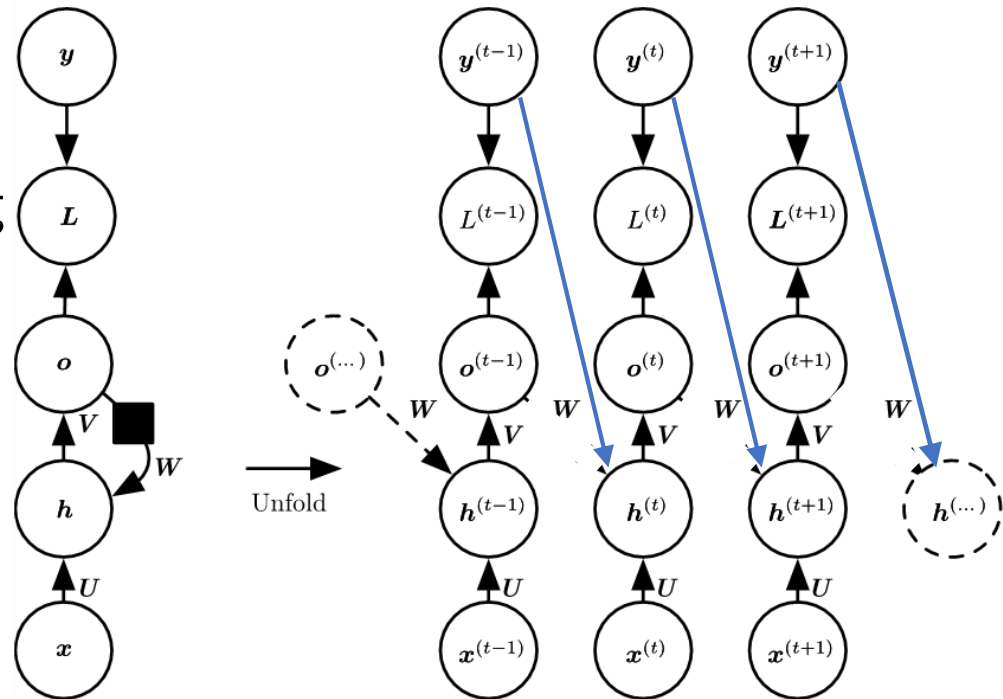 y
y^(t−1)
y^(t)
y^(t+1)
L
L^(t−1)
L^(t)
L^(t+1)
o
o^(...)
o^(t−1)
o^(t)
o^(t+1)
W
W
W
W
V
V
V
V
W
h
Unfold
h^(t−1)
h^(t)
h^(t+1)
h^(...)
U
U
U
U
x
x^(t−1)
x^(t)
x^(t+1)